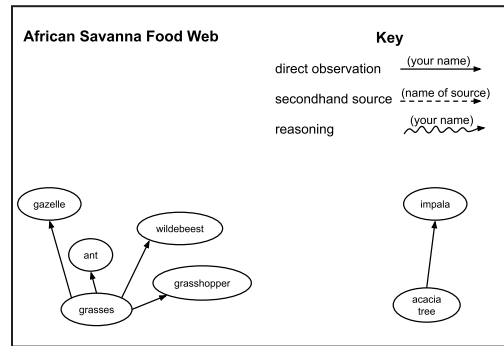 African Savanna Food Web
Key
(your name)
direct observation
(name of source)
secondhand source
(your name)
reasoning
gazelle
impala
wildebeest
ant
grasshopper
grasses
acacia
tree